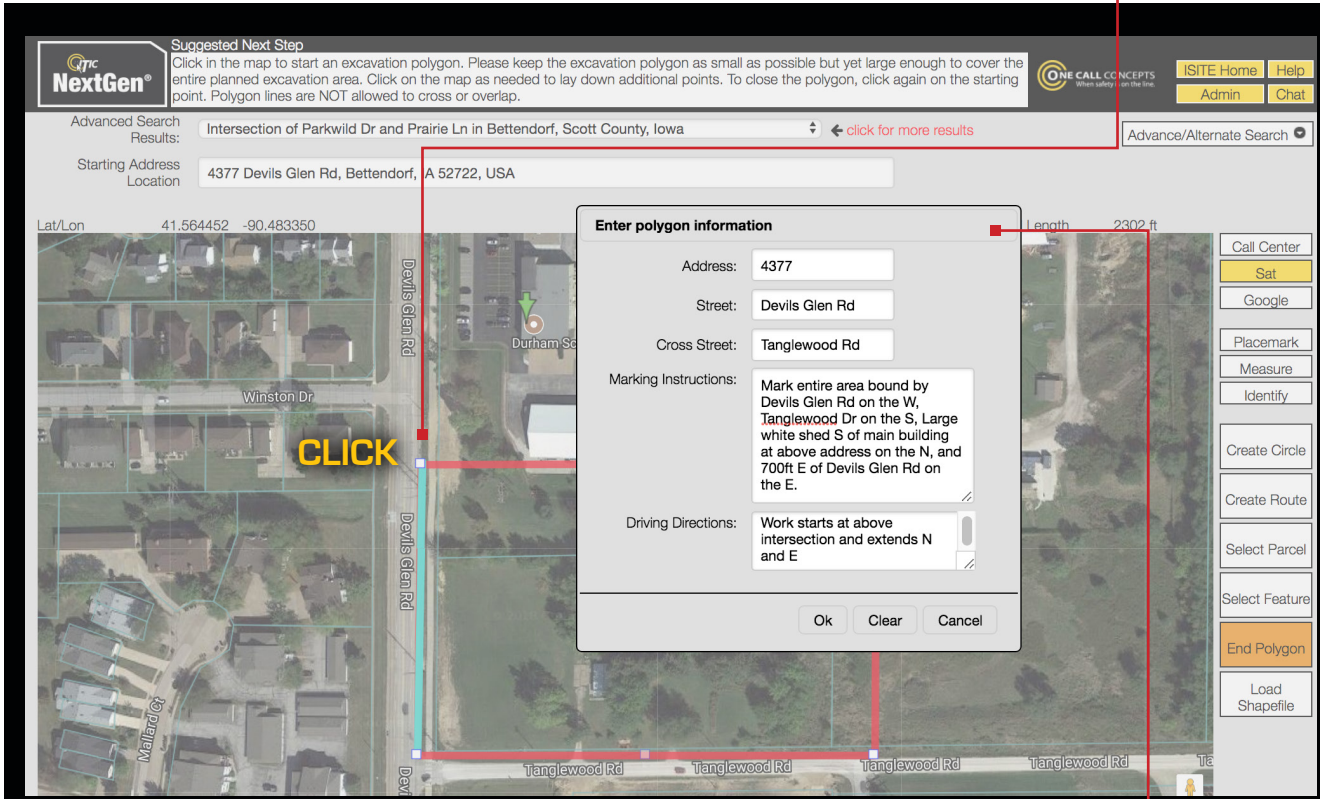 Suggested Next Step
Click in the map to start an excavation polygon. Please keep the excavation polygon as small as possible but yet large enough to cover the
entire planned excavation area. Click on the map as needed to lay down additional points. To close the polygon, click again on the starting
point. Polygon lines are NOT allowed to cross or overlap.
TIC
NextGen®
ONE CALL CONCEPTS
When safety is on the line.
ISITE Home
Help
Admin
Chat
Advanced Search
Results:
Intersection of Parkwild Dr and Prairie Ln in Bettendorf, Scott County, Iowa
click for more results
Advance/Alternate Search
Starting Address
Location
4377 Devils Glen Rd, Bettendorf, IA 52722, USA
Lat/Lon 41.564452 -90.483350
Length 2302 ft
Enter polygon information
Address: 4377
Street: Devils Glen Rd
Cross Street: Tanglewood Rd
Marking Instructions:
Mark entire area bound by
Devils Glen Rd on the W,
Tanglewood Dr on the S, Large
white shed S of main building
at above address on the N, and
700ft E of Devils Glen Rd on
the E.
Driving Directions:
Work starts at above
intersection and extends N
and E
Ok
Clear
Cancel
Call Center
Sat
Google
Placemark
Measure
Identify
Create Circle
Create Route
Select Parcel
Select Feature
End Polygon
Load
Shapefile
Devils Glen Rd
Durham Sc
Winston Dr
CLICK
Devils Glen Rd
Mallard Ct
Devi
Tanglewood Rd
Tanglewood Rd
Tanglewood Rd
Tanglewood Rd
Ta